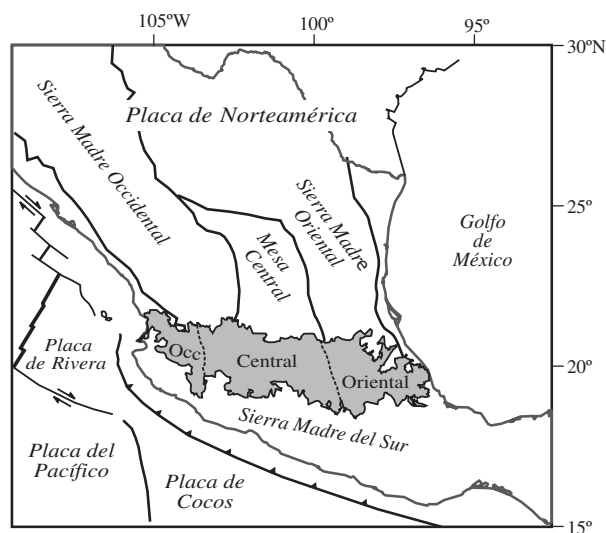 105ºW
100º
95º
30ºN
Placa de Norteamérica
Sierra Madre Occidental
Sierra Madre
Oriental
Mesa
Central
Golfo
de
México
25º
Placa
de Rivera
Occ
Central
Oriental
20º
Sierra Madre del Sur
Placa del
Pacífico
Placa de
Cocos
15º